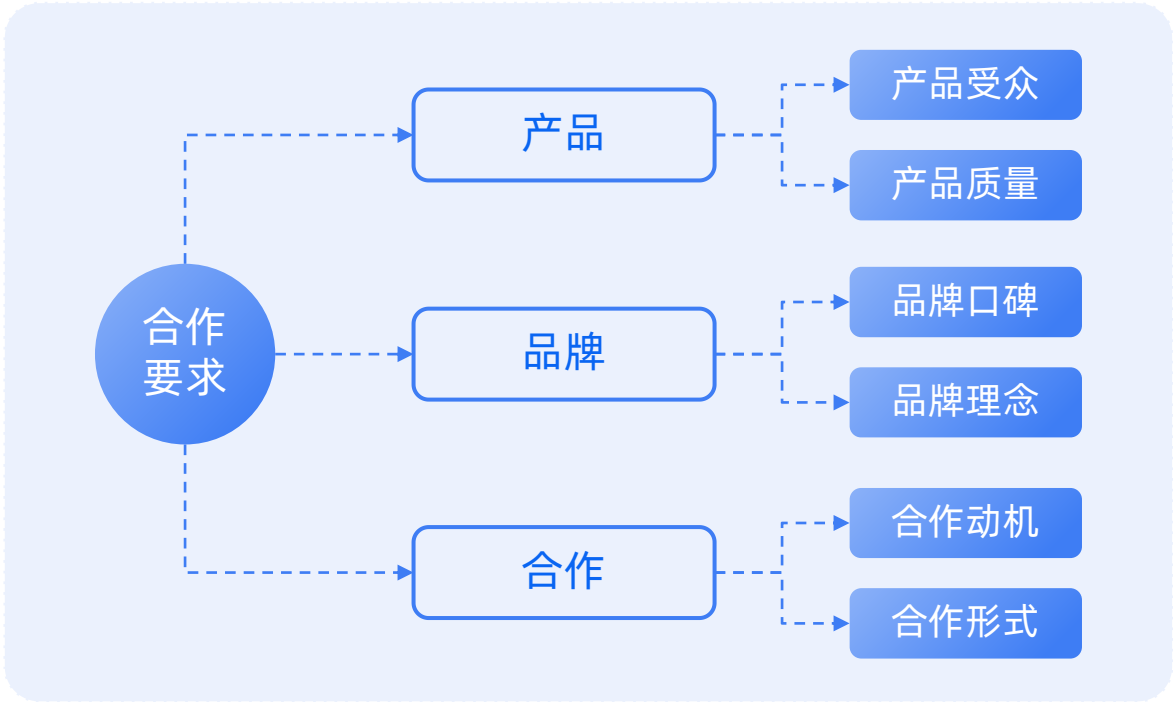 合作
要求
产品
产品受众
产品质量
品牌
品牌口碑
品牌理念
合作
合作动机
合作形式